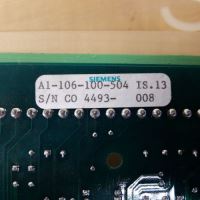 SIEMENS
A1-106-100-504 IS.13
S/N CO 4493- 008